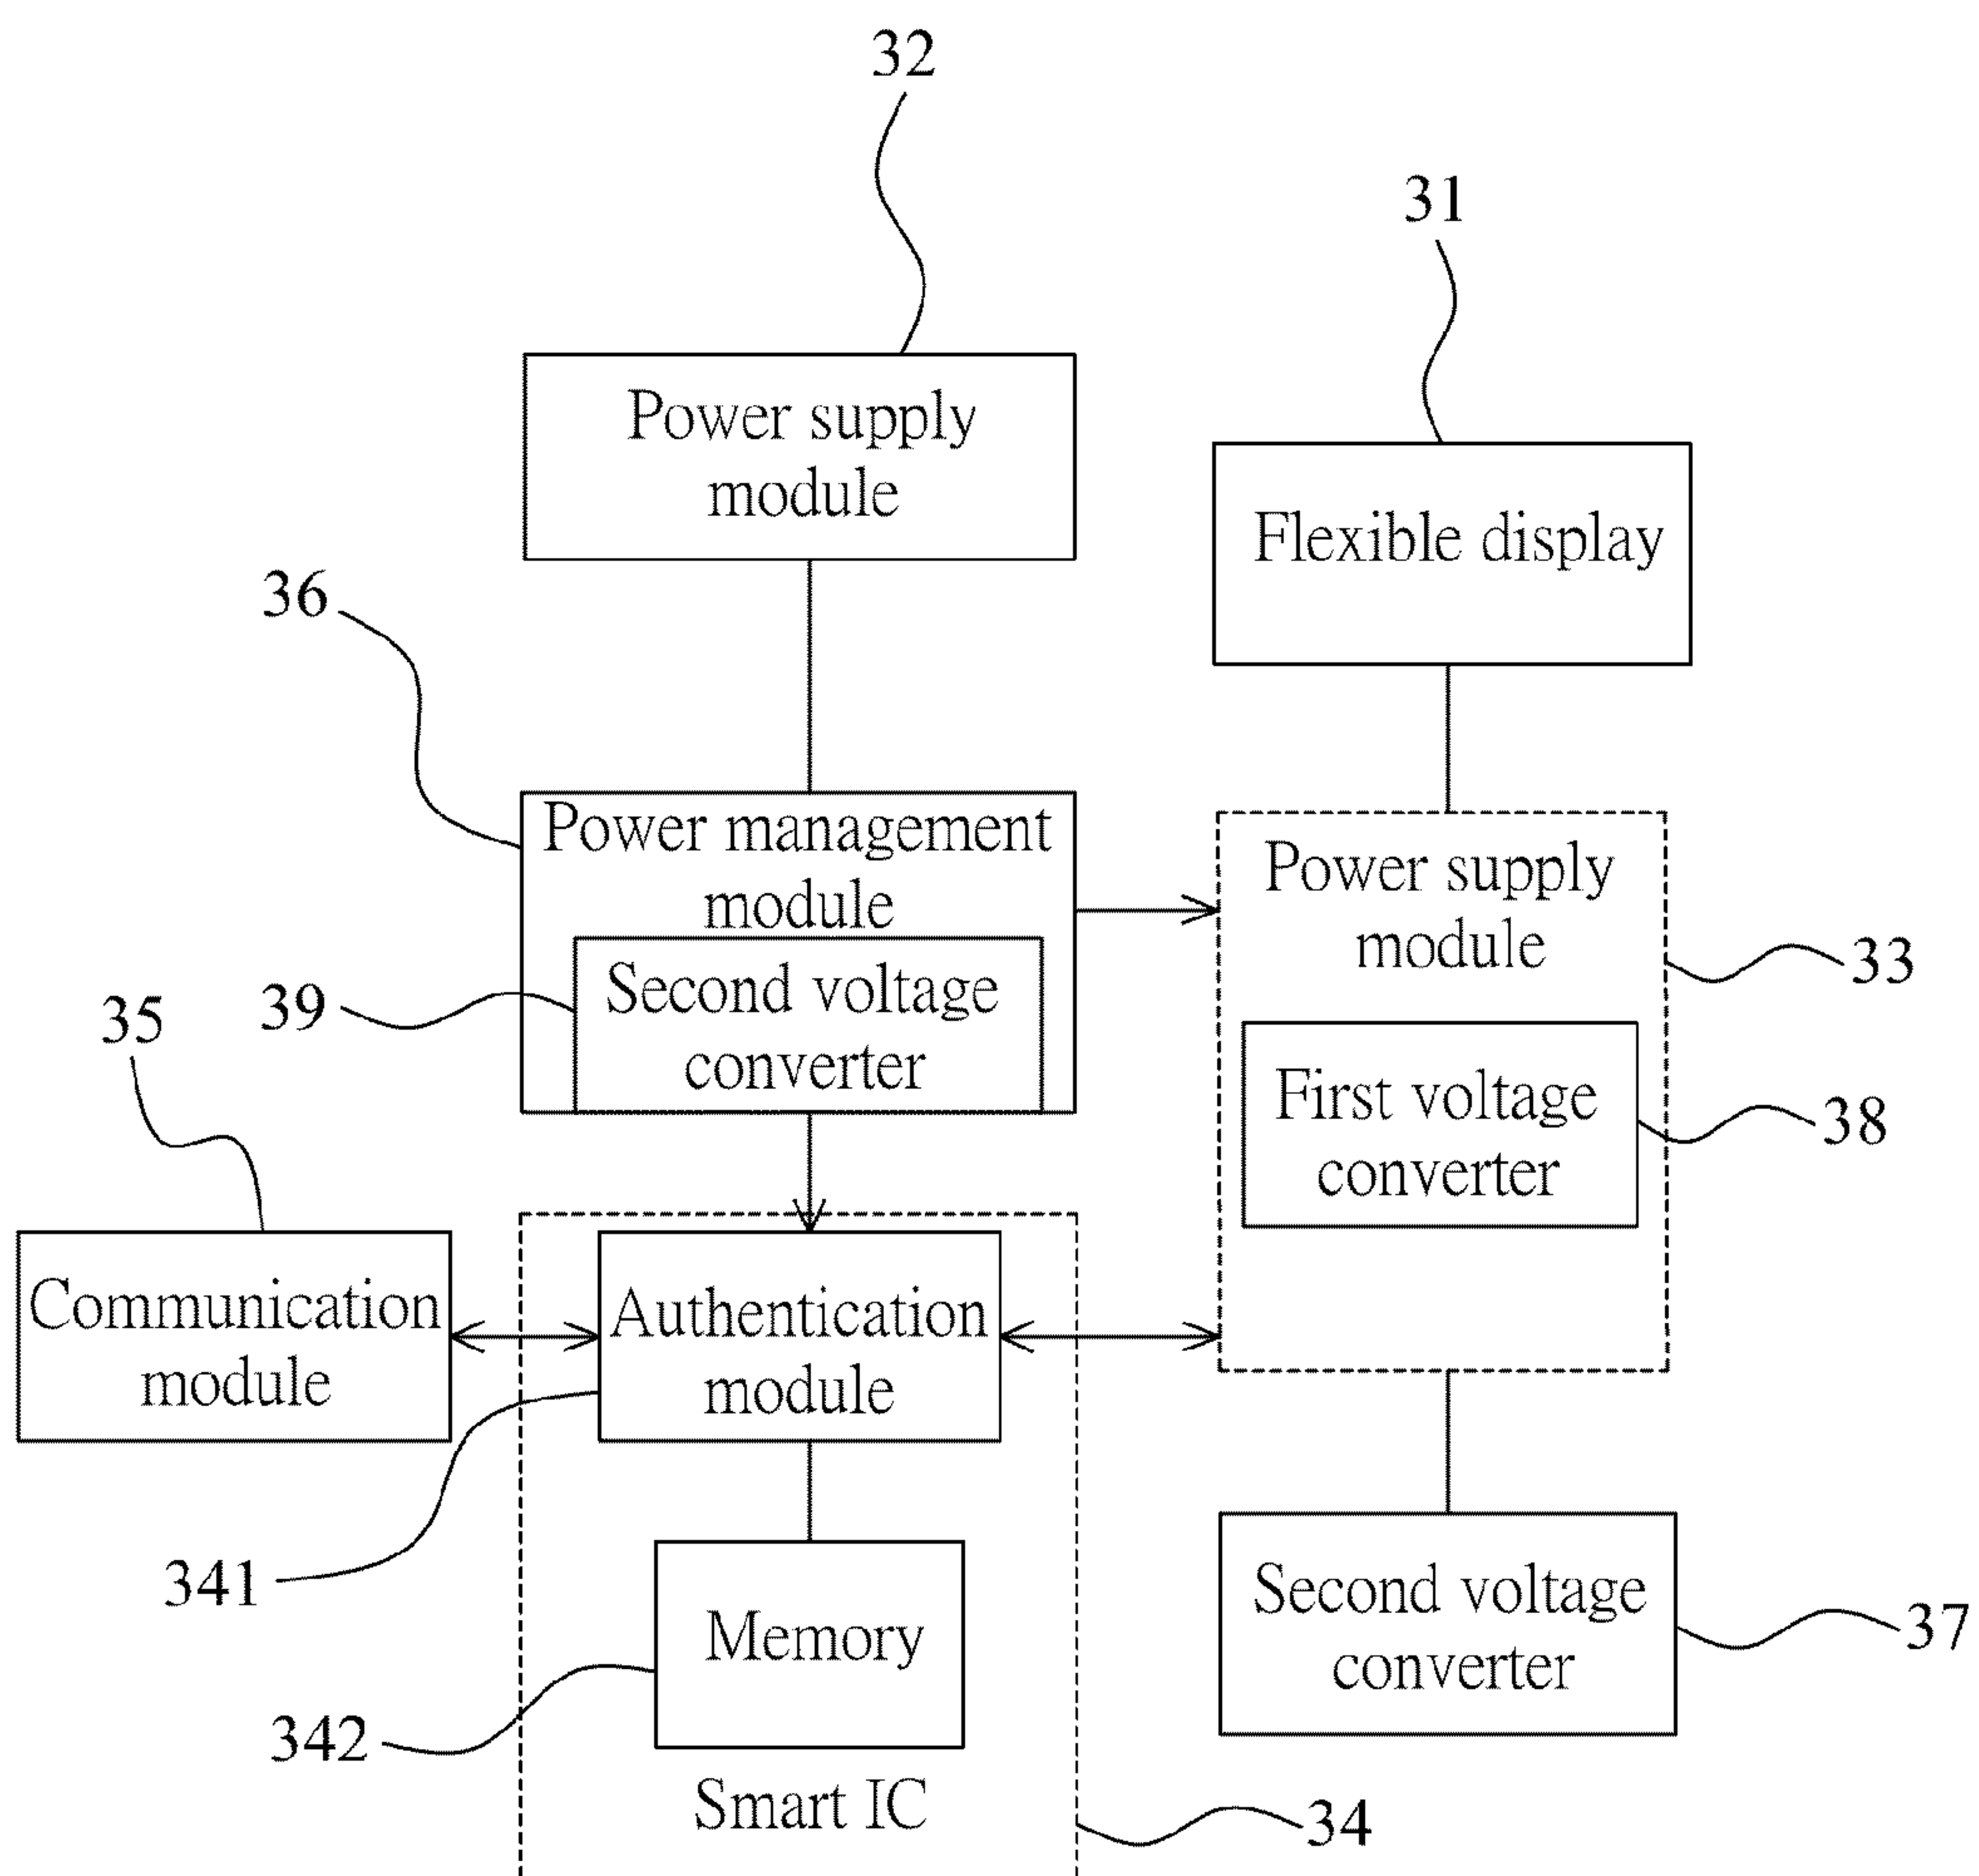 32
31
Power supply
module
Flexible display
36
Power management
module
Power supply
module
33
39
Second voltage
converter
35
First voltage
converter
38
Communication
module
Authentication
module
341
Memory
Second voltage
converter
37
342
Smart IC
34